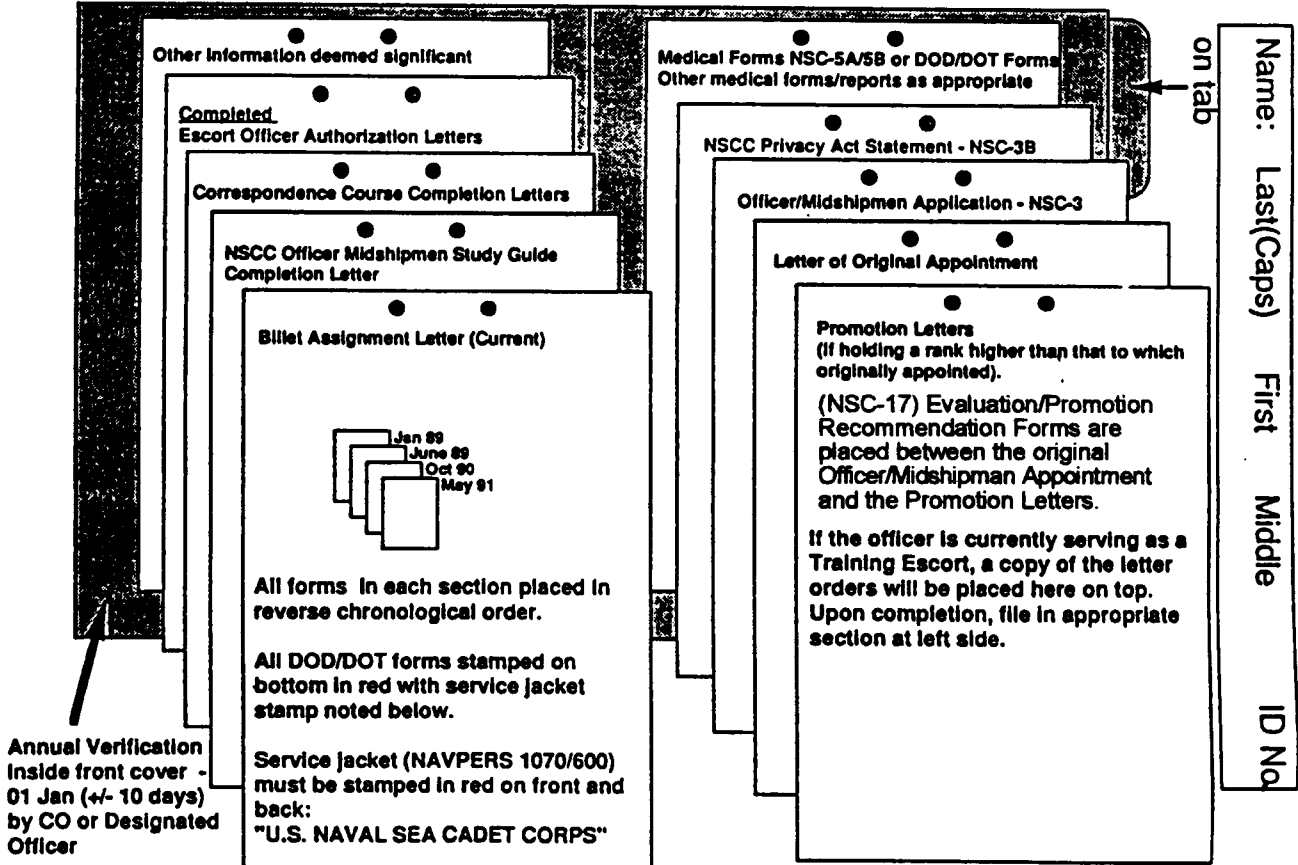 Other Information deemed significant
Completed
Escort Officer Authorization Letters
Correspondence Course Completion Letters
NSCC Officer Midshipmen Study Guide
Completion Letter
Billet Assignment Letter (Current)
Jan 89
June 89
Oct 90
May 91
All forms in each section placed in
reverse chronological order.
All DOD/DOT forms stamped on
bottom in red with service jacket
stamp noted below.
Service jacket (NAVPERS 1070/600)
must be stamped in red on front and
back:
"U.S. NAVAL SEA CADET CORPS"
Annual Verification
Inside front cover -
01 Jan (+/- 10 days)
by CO or Designated
Officer
Medical Forms NSC-5A/5B or DOD/DOT Forms
Other medical forms/reports as appropriate
NSCC Privacy Act Statement - NSC-3B
Officer/Midshipmen Application - NSC-3
Letter of Original Appointment
Promotion Letters
(If holding a rank higher than that to which
originally appointed).
(NSC-17) Evaluation/Promotion
Recommendation Forms are
placed between the original
Officer/Midshipman Appointment
and the Promotion Letters.
If the officer is currently serving as a
Training Escort, a copy of the letter
orders will be placed here on top.
Upon completion, file in appropriate
section at left side.
Name: Last(Caps) First Middle ID No.
on tab